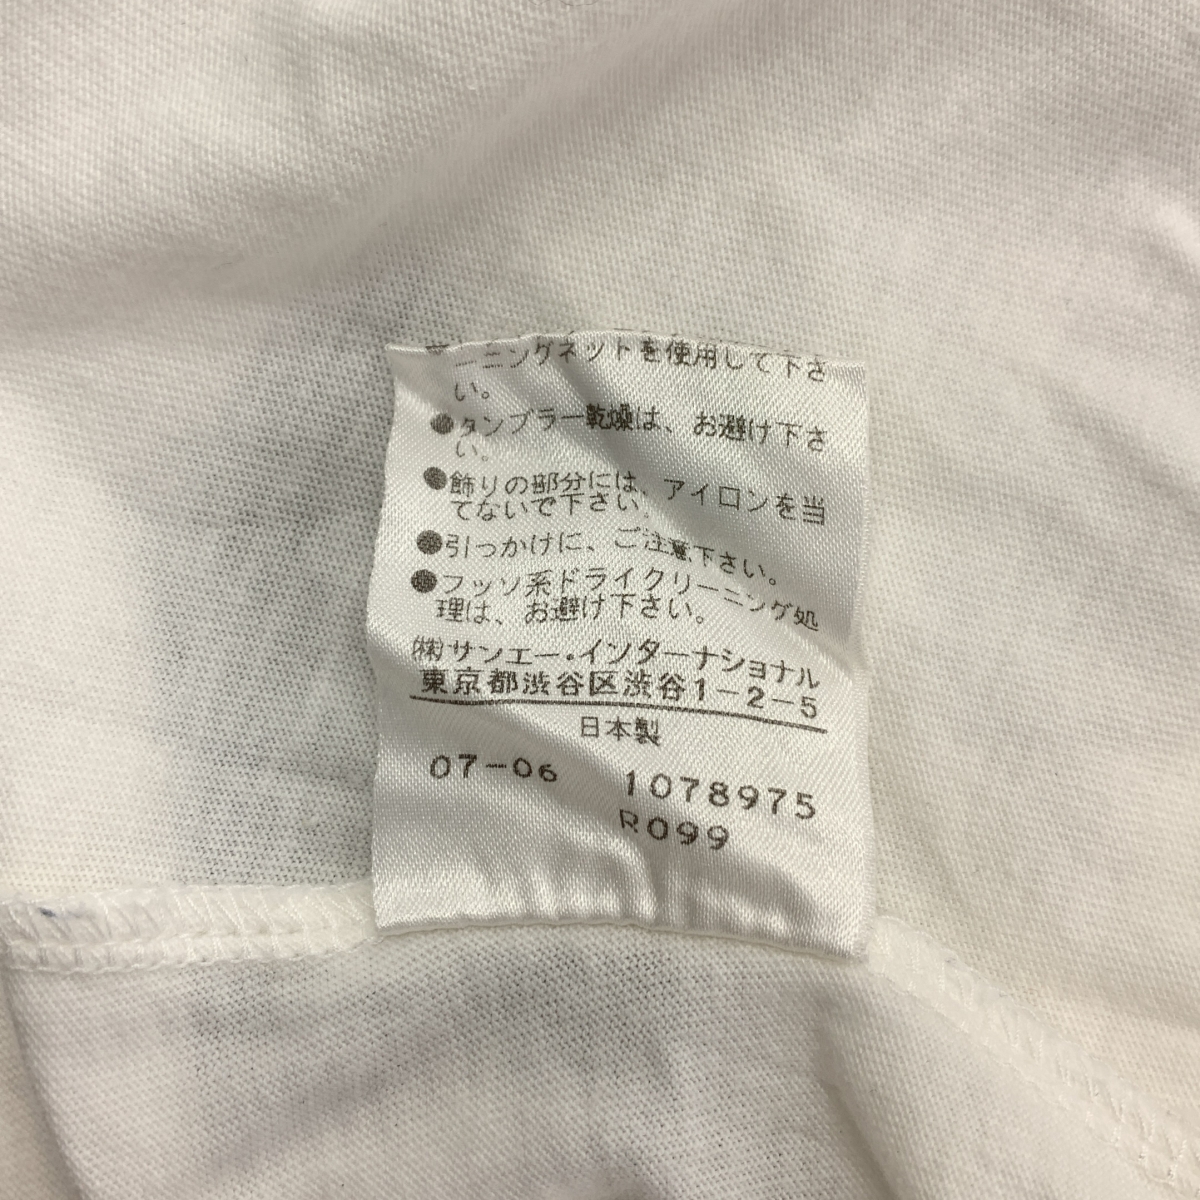 ーニングネットを使用して下さ
い。
●タンブラー乾燥は、お避け下さ
い。
●飾りの部分には、アイロンを当
てないで下さい。
●引っかけに、ご注意下さい。
●フッソ系ドライクリーニング処
理は、お避け下さい。
㈱サンエー・インターナショナル
東京都渋谷区渋谷1-2-5
日本製
07-06 1078975
R099